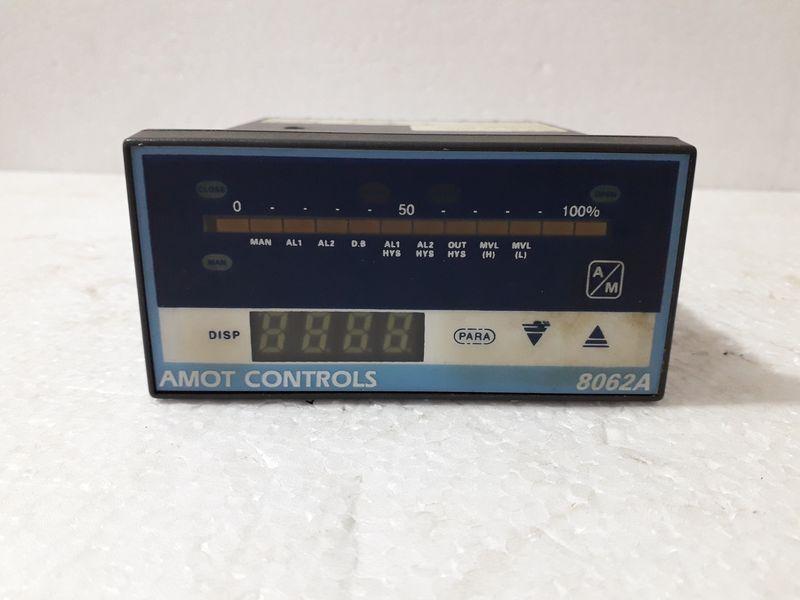 CLOSE OPEN
0 - - - - 50 - - - - 100%
MAN AL1 AL2 D.B AL1 HYS AL2 HYS OUT HYS MVL (H) MVL (L)
MAN
A/M
DISP 8888 PARA
AMOT CONTROLS 8062A